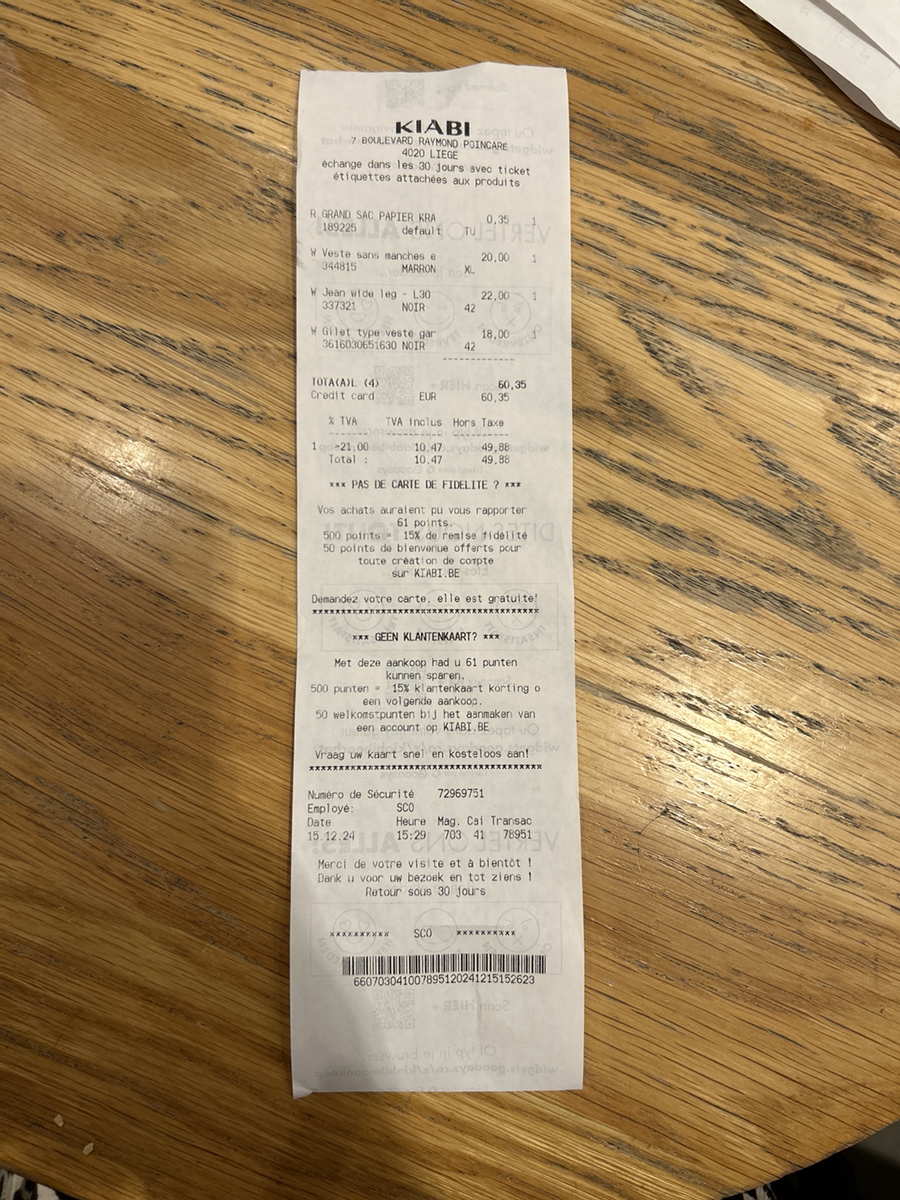 KIABI
7 BOULEVARD RAYMOND POINCARE
4020 LIEGE
échange dans les 30 jours avec ticket
étiquettes attachées aux produits
R GRAND SAC PAPIER KRA 0,35 1
189225 default TU
W Veste sans manches e 20,00 1
344815 MARRON XL
W Jean wide leg - L30 22,00 1
337321 NOIR 42
W Gilet type veste gar 18,00 1
3616030651630 NOIR 42
------------
TOTA(A)L (4) 60,35
Credit card EUR 60,35
% TVA TVA inclus Hors Taxe
1 >21,00 10,47 49,88
Total : 10,47 49,88
*** PAS DE CARTE DE FIDELITE ? ***
Vos achats auraient pu vous rapporter
61 points.
500 points = 15% de remise fidélité
50 points de bienvenue offerts pour
toute création de compte
sur KIABI.BE
Demandez votre carte, elle est gratuite!
****************************************
*** GEEN KLANTENKAART? ***
Met deze aankoop had u 61 punten
kunnen sparen.
500 punten = 15% klantenkaart korting o
een volgende aankoop.
50 welkomstpunten bij het aanmaken van
een account op KIABI.BE
Vraag uw kaart snel en kosteloos aan!
****************************************
Numéro de Sécurité 72969751
Employé: SCO
Date Heure Mag. Cai Transac
15.12.24 15:29 703 41 78951
Merci de votre visite et à bientôt !
Dank u voor uw bezoek en tot ziens !
Retour sous 30 jours
********** SCO **********
660703041007895120241215152623